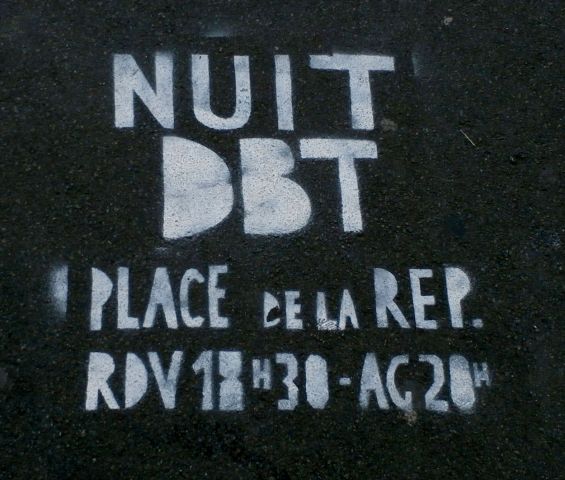 NUIT
DBT
PLACE DE LA REP.
RDV 18H30 - AG 20H